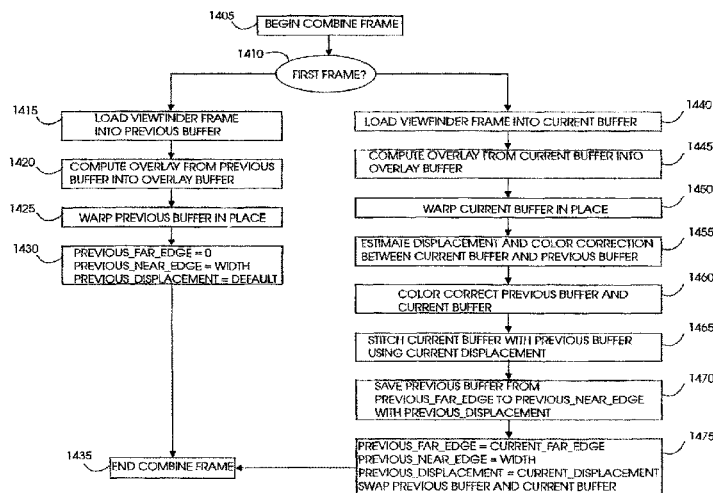 1405
BEGIN COMBINE FRAME
1410
FIRST FRAME?
1415
LOAD VIEWFINDER FRAME
INTO PREVIOUS BUFFER
1420
COMPUTE OVERLAY FROM PREVIOUS
BUFFER INTO OVERLAY BUFFER
1425
WARP PREVIOUS BUFFER IN PLACE
1430
PREVIOUS_FAR_EDGE = 0
PREVIOUS_NEAR_EDGE = WIDTH
PREVIOUS_DISPLACEMENT = DEFAULT
1435
END COMBINE FRAME
1440
LOAD VIEWFINDER FRAME INTO CURRENT BUFFER
1445
COMPUTE OVERLAY FROM CURRENT BUFFER INTO
OVERLAY BUFFER
1450
WARP CURRENT BUFFER IN PLACE
1455
ESTIMATE DISPLACEMENT AND COLOR CORRECTION
BETWEEN CURRENT BUFFER AND PREVIOUS BUFFER
1460
COLOR CORRECT PREVIOUS BUFFER AND
CURRENT BUFFER
1465
STITCH CURRENT BUFFER WITH PREVIOUS BUFFER
USING CURRENT DISPLACEMENT
1470
SAVE PREVIOUS BUFFER FROM
PREVIOUS_FAR_EDGE TO PREVIOUS_NEAR_EDGE
WITH PREVIOUS_DISPLACEMENT
1475
PREVIOUS_FAR_EDGE = CURRENT_FAR_EDGE
PREVIOUS_NEAR_EDGE = WIDTH
PREVIOUS_DISPLACEMENT = CURRENT_DISPLACEMENT
SWAP PREVIOUS BUFFER AND CURRENT BUFFER